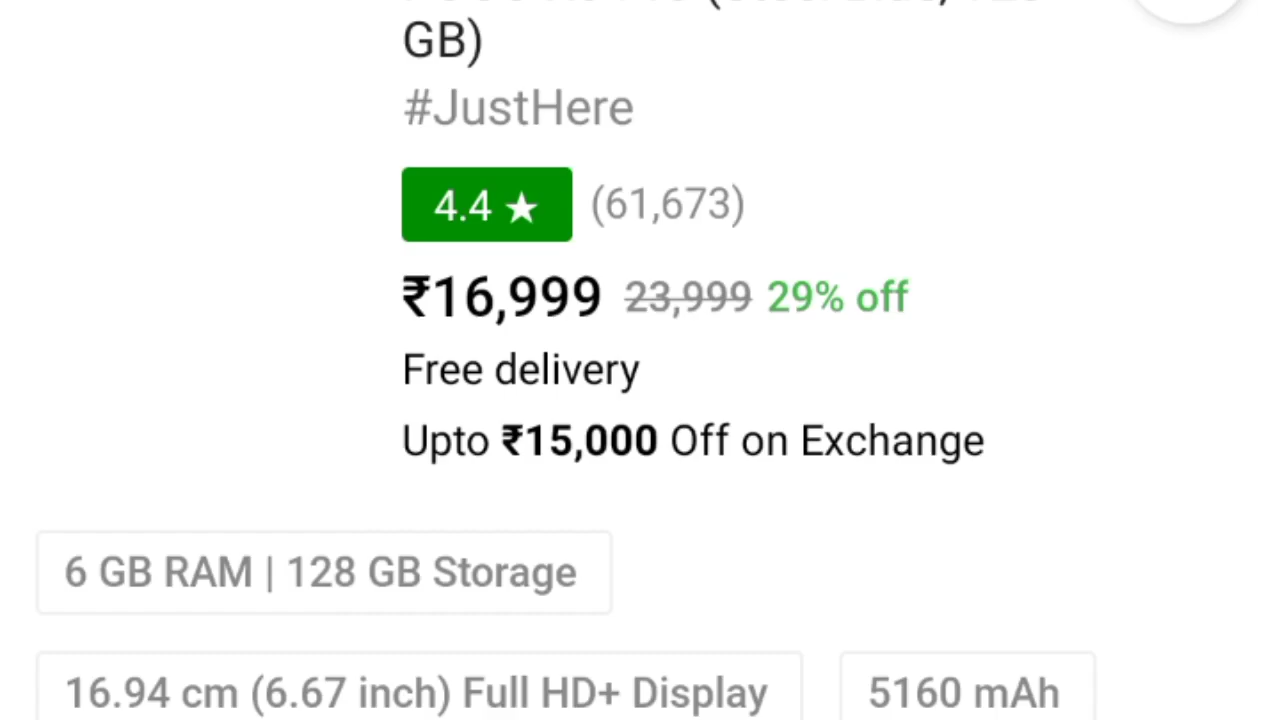 GB)
#JustHere
4.4 ★ (61,673)
₹16,999 23,999 29% off
Free delivery
Upto ₹15,000 Off on Exchange
6 GB RAM | 128 GB Storage
16.94 cm (6.67 inch) Full HD+ Display 5160 mAh